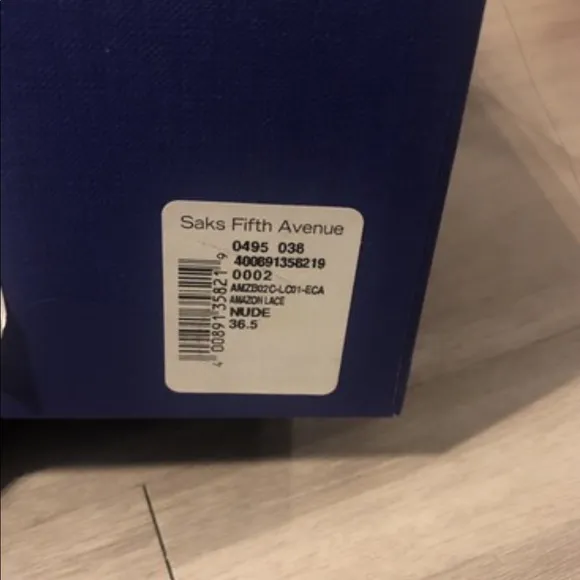 Saks Fifth Avenue
0495 038
400891358219
0002
AMZB02C-LC01-ECA
AMAZON LACE
NUDE
36.5
4 00891 35821 9